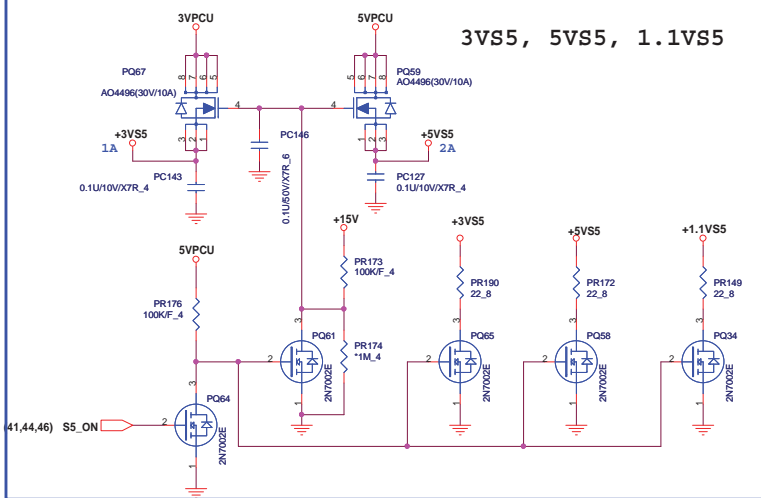 3VPCU
5VPCU
3VS5, 5VS5, 1.1VS5
PQ67
AO4496(30V/10A)
8
7
6
5
4
3
2
1
PQ59
AO4496(30V/10A)
5
6
7
8
4
1
2
3
+3VS5
1A
PC146
0.1U/50V/X7R_6
+5VS5
2A
PC143
0.1U/10V/X7R_4
PC127
0.1U/10V/X7R_4
+15V
+3VS5
+5VS5
+1.1VS5
5VPCU
PR173
100K/F_4
PR190
22_8
PR172
22_8
PR149
22_8
PR176
100K/F_4
3
PQ61
2
1
2N7002E
PR174
*1M_4
3
PQ65
2
1
2N7002E
3
PQ58
2
1
2N7002E
3
PQ34
2
1
2N7002E
3
PQ64
(41,44,46) S5_ON
2
1
2N7002E